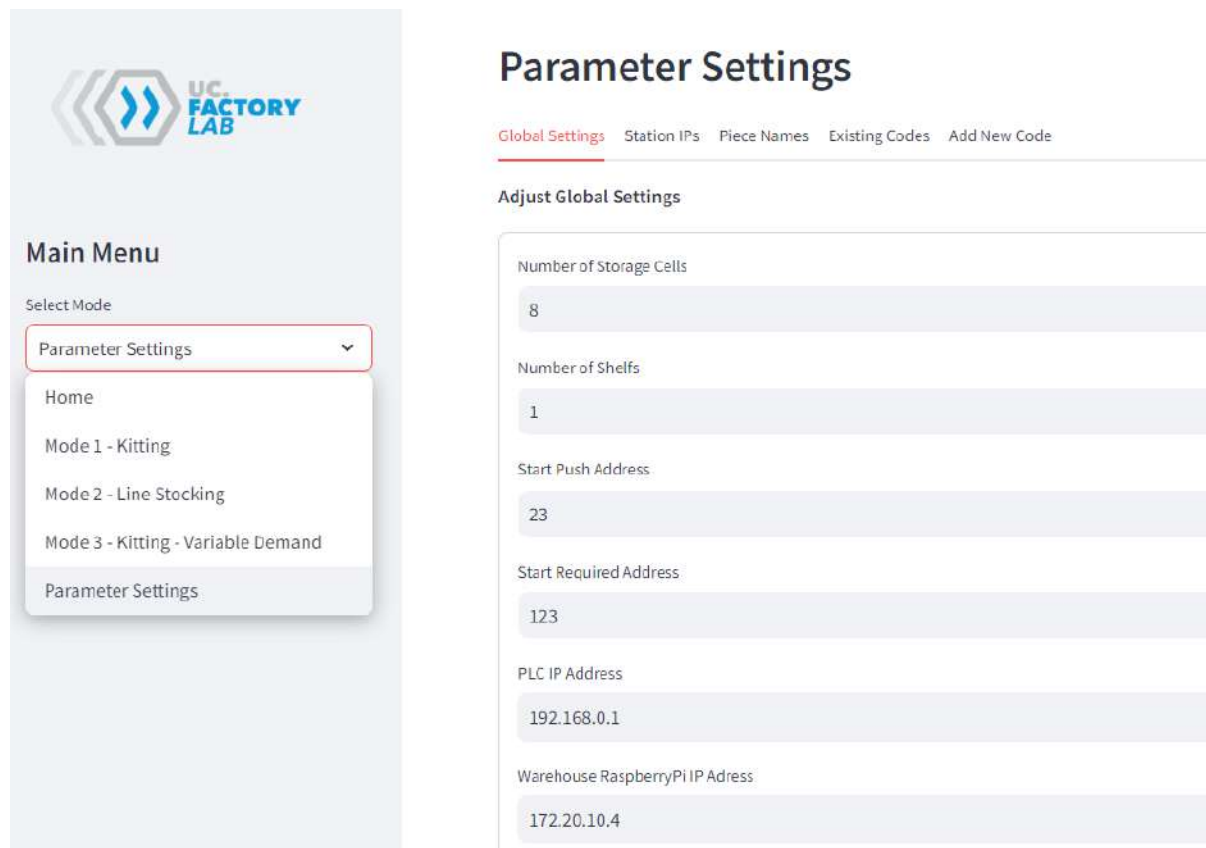 UC.
FACTORY
LAB
Main Menu
Select Mode
Parameter Settings
Home
Mode 1 - Kitting
Mode 2 - Line Stocking
Mode 3 - Kitting - Variable Demand
Parameter Settings
Parameter Settings
Global Settings Station IPs Piece Names Existing Codes Add New Code
Adjust Global Settings
Number of Storage Cells
8
Number of Shelfs
1
Start Push Address
23
Start Required Address
123
PLC IP Address
192.168.0.1
Warehouse RaspberryPi IP Adress
172.20.10.4